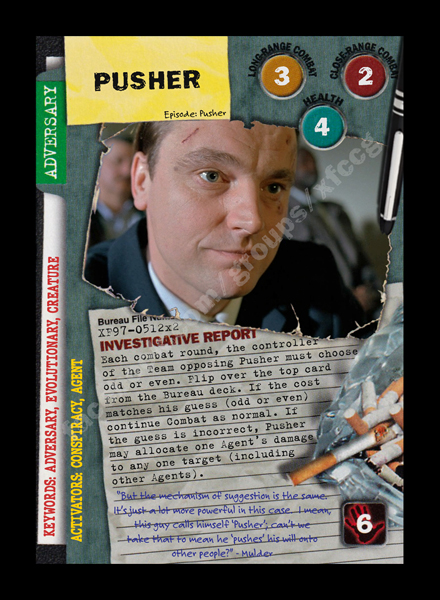 PUSHER
Episode: Pusher
LONG-RANGE COMBAT
3
CLOSE-RANGE COMBAT
2
HEALTH
4
ADVERSARY
KEYWORDS: ADVERSARY, EVOLUTIONARY, CREATURE
ACTIVATORS: CONSPIRACY, AGENT
Bureau File
XF97-0512x2
INVESTIGATIVE REPORT
Each combat round, the controller
of the Team opposing Pusher must choose
odd or even. Flip over the top card
from the Bureau deck. If the cost
matches his guess (odd or even)
continue Combat as normal. If
the guess is incorrect, Pusher
may allocate one Agent's damage
to any one target (including
other Agents).
"But the mechanism of suggestion is the same.
It's just a lot more powerful in this case. I mean,
this guy calls himself 'Pusher'; can't we
take that to mean he 'pushes' his will onto
other people?" - Mulder
6
groups/xfccg